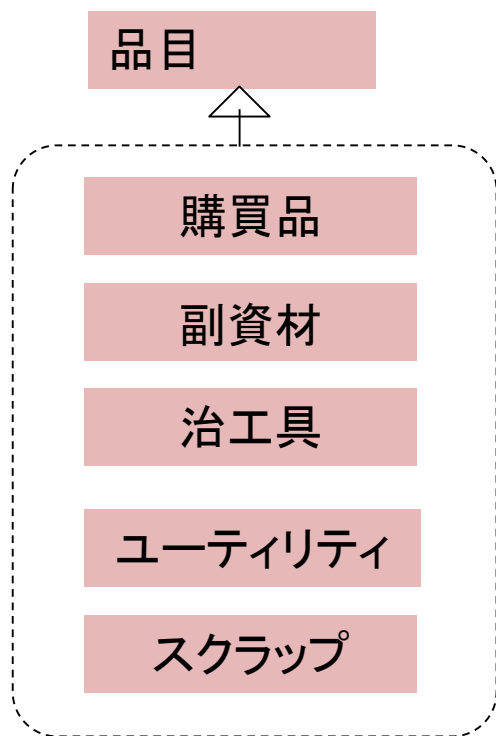 品目
購買品
副資材
治工具
ユーティリティ
スクラップ